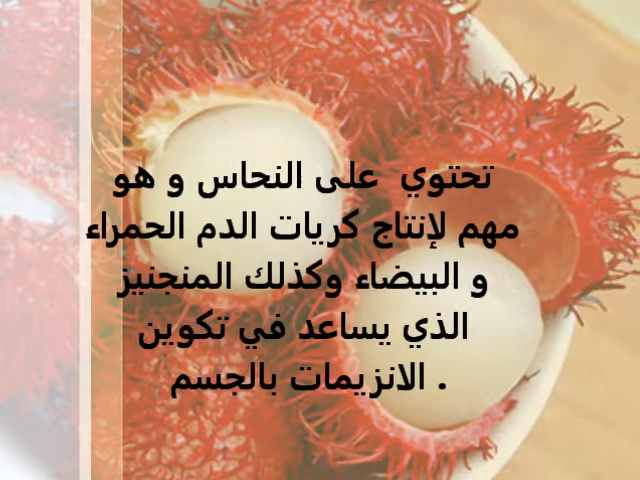 تحتوي على النحاس و هو
مهم لإنتاج كريات الدم الحمراء
و البيضاء وكذلك المنجنيز
الذي يساعد في تكوين
الانزيمات بالجسم .